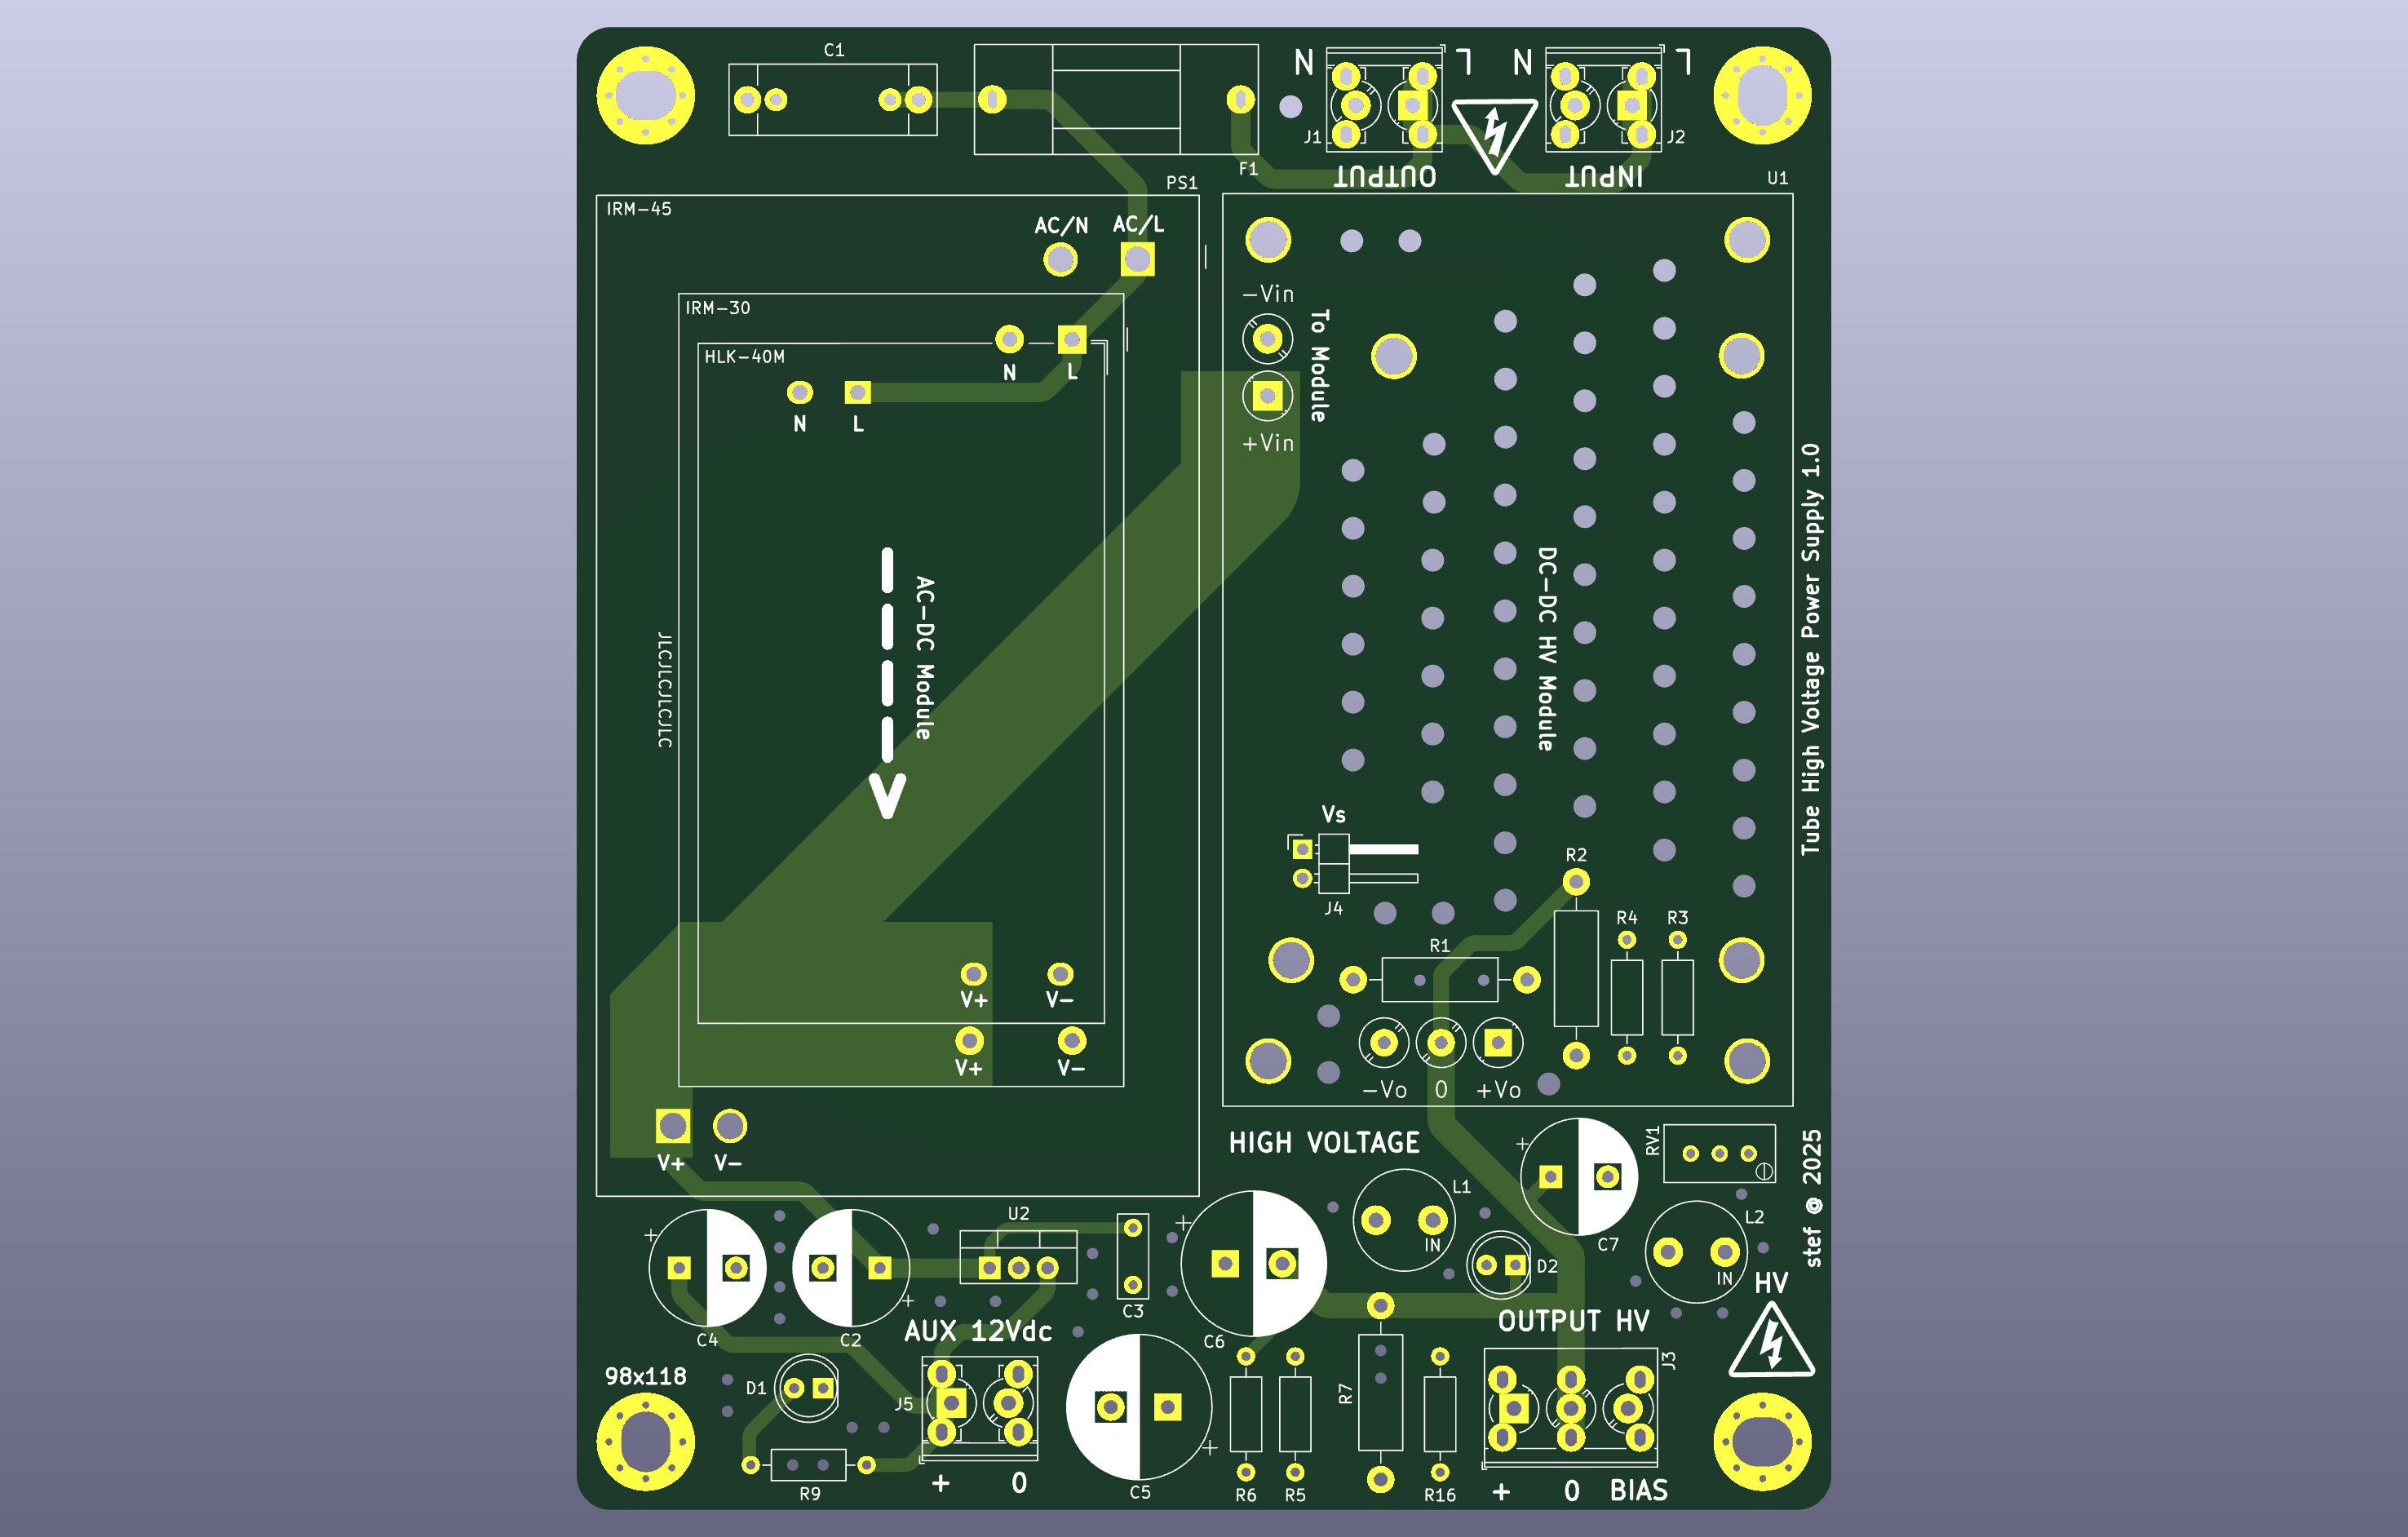 C1
N
L
N
L
J1
J2
F1
OUTPUT
INPUT
PS1
U1
IRM-45
AC/N
AC/L
IRM-30
-Vin
To Module
HLK-40M
N
L
N
L
+Vin
AC-DC Module
DC-DC HV Module
Tube High Voltage Power Supply 1.0
JLCJLCJLCJLC
Vs
J4
R2
R4
R3
R1
V+
V-
V+
V-
-Vo
0
+Vo
V+
V-
HIGH VOLTAGE
RV1
stef @ 2025
L1
IN
C7
L2
IN
U2
D2
HV
C4
C2
C3
AUX 12Vdc
C6
OUTPUT HV
98x118
D1
J5
R7
J3
R9
+
0
C5
R6
R5
R16
+
0
BIAS